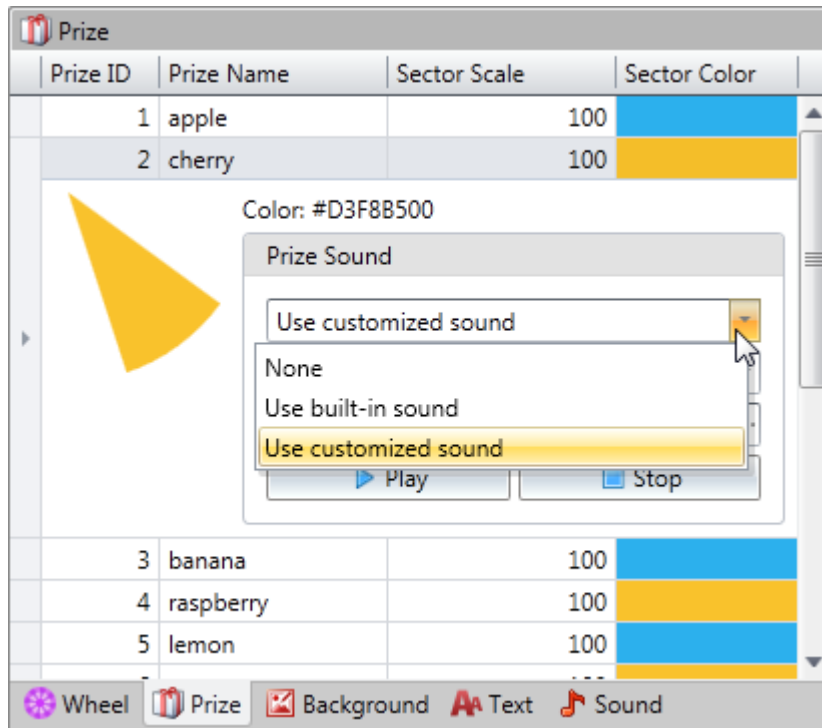 Prize
Prize ID Prize Name Sector Scale Sector Color
1 apple 100
2 cherry 100
Color: #D3F8B500
Prize Sound
Use customized sound
None
Use built-in sound
Use customized sound
Play Stop
3 banana 100
4 raspberry 100
5 lemon 100
Wheel Prize Background Text Sound